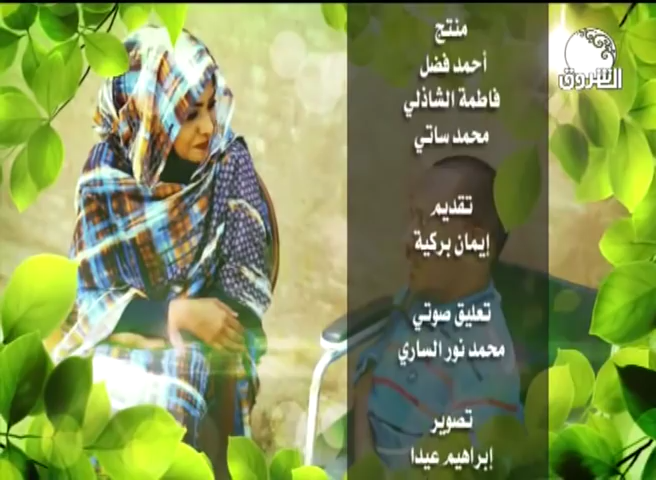 الشروق
منتج
أحمد فضل
فاطمة الشاذلي
محمد ساتي
تقديم
إيمان بركية
تعليق صوتي
محمد نور الساري
تصوير
إبراهيم عيدا